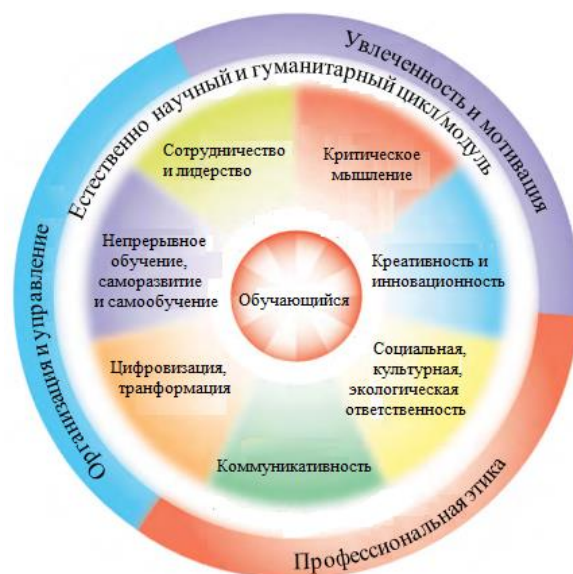 Увлеченность и мотивация
Естественно научный и гуманитарный цикл/модуль
Сотрудничество
и лидерство
Критическое
мышление
Непрерывное
обучение,
саморазвитие
и самообучение
Обучающийся
Креативность и
инновационность
Цифровизация,
транформация
Социальная,
культурная,
экологическая
ответственность
Коммуникативность
Организация и управление
Профессиональная этика